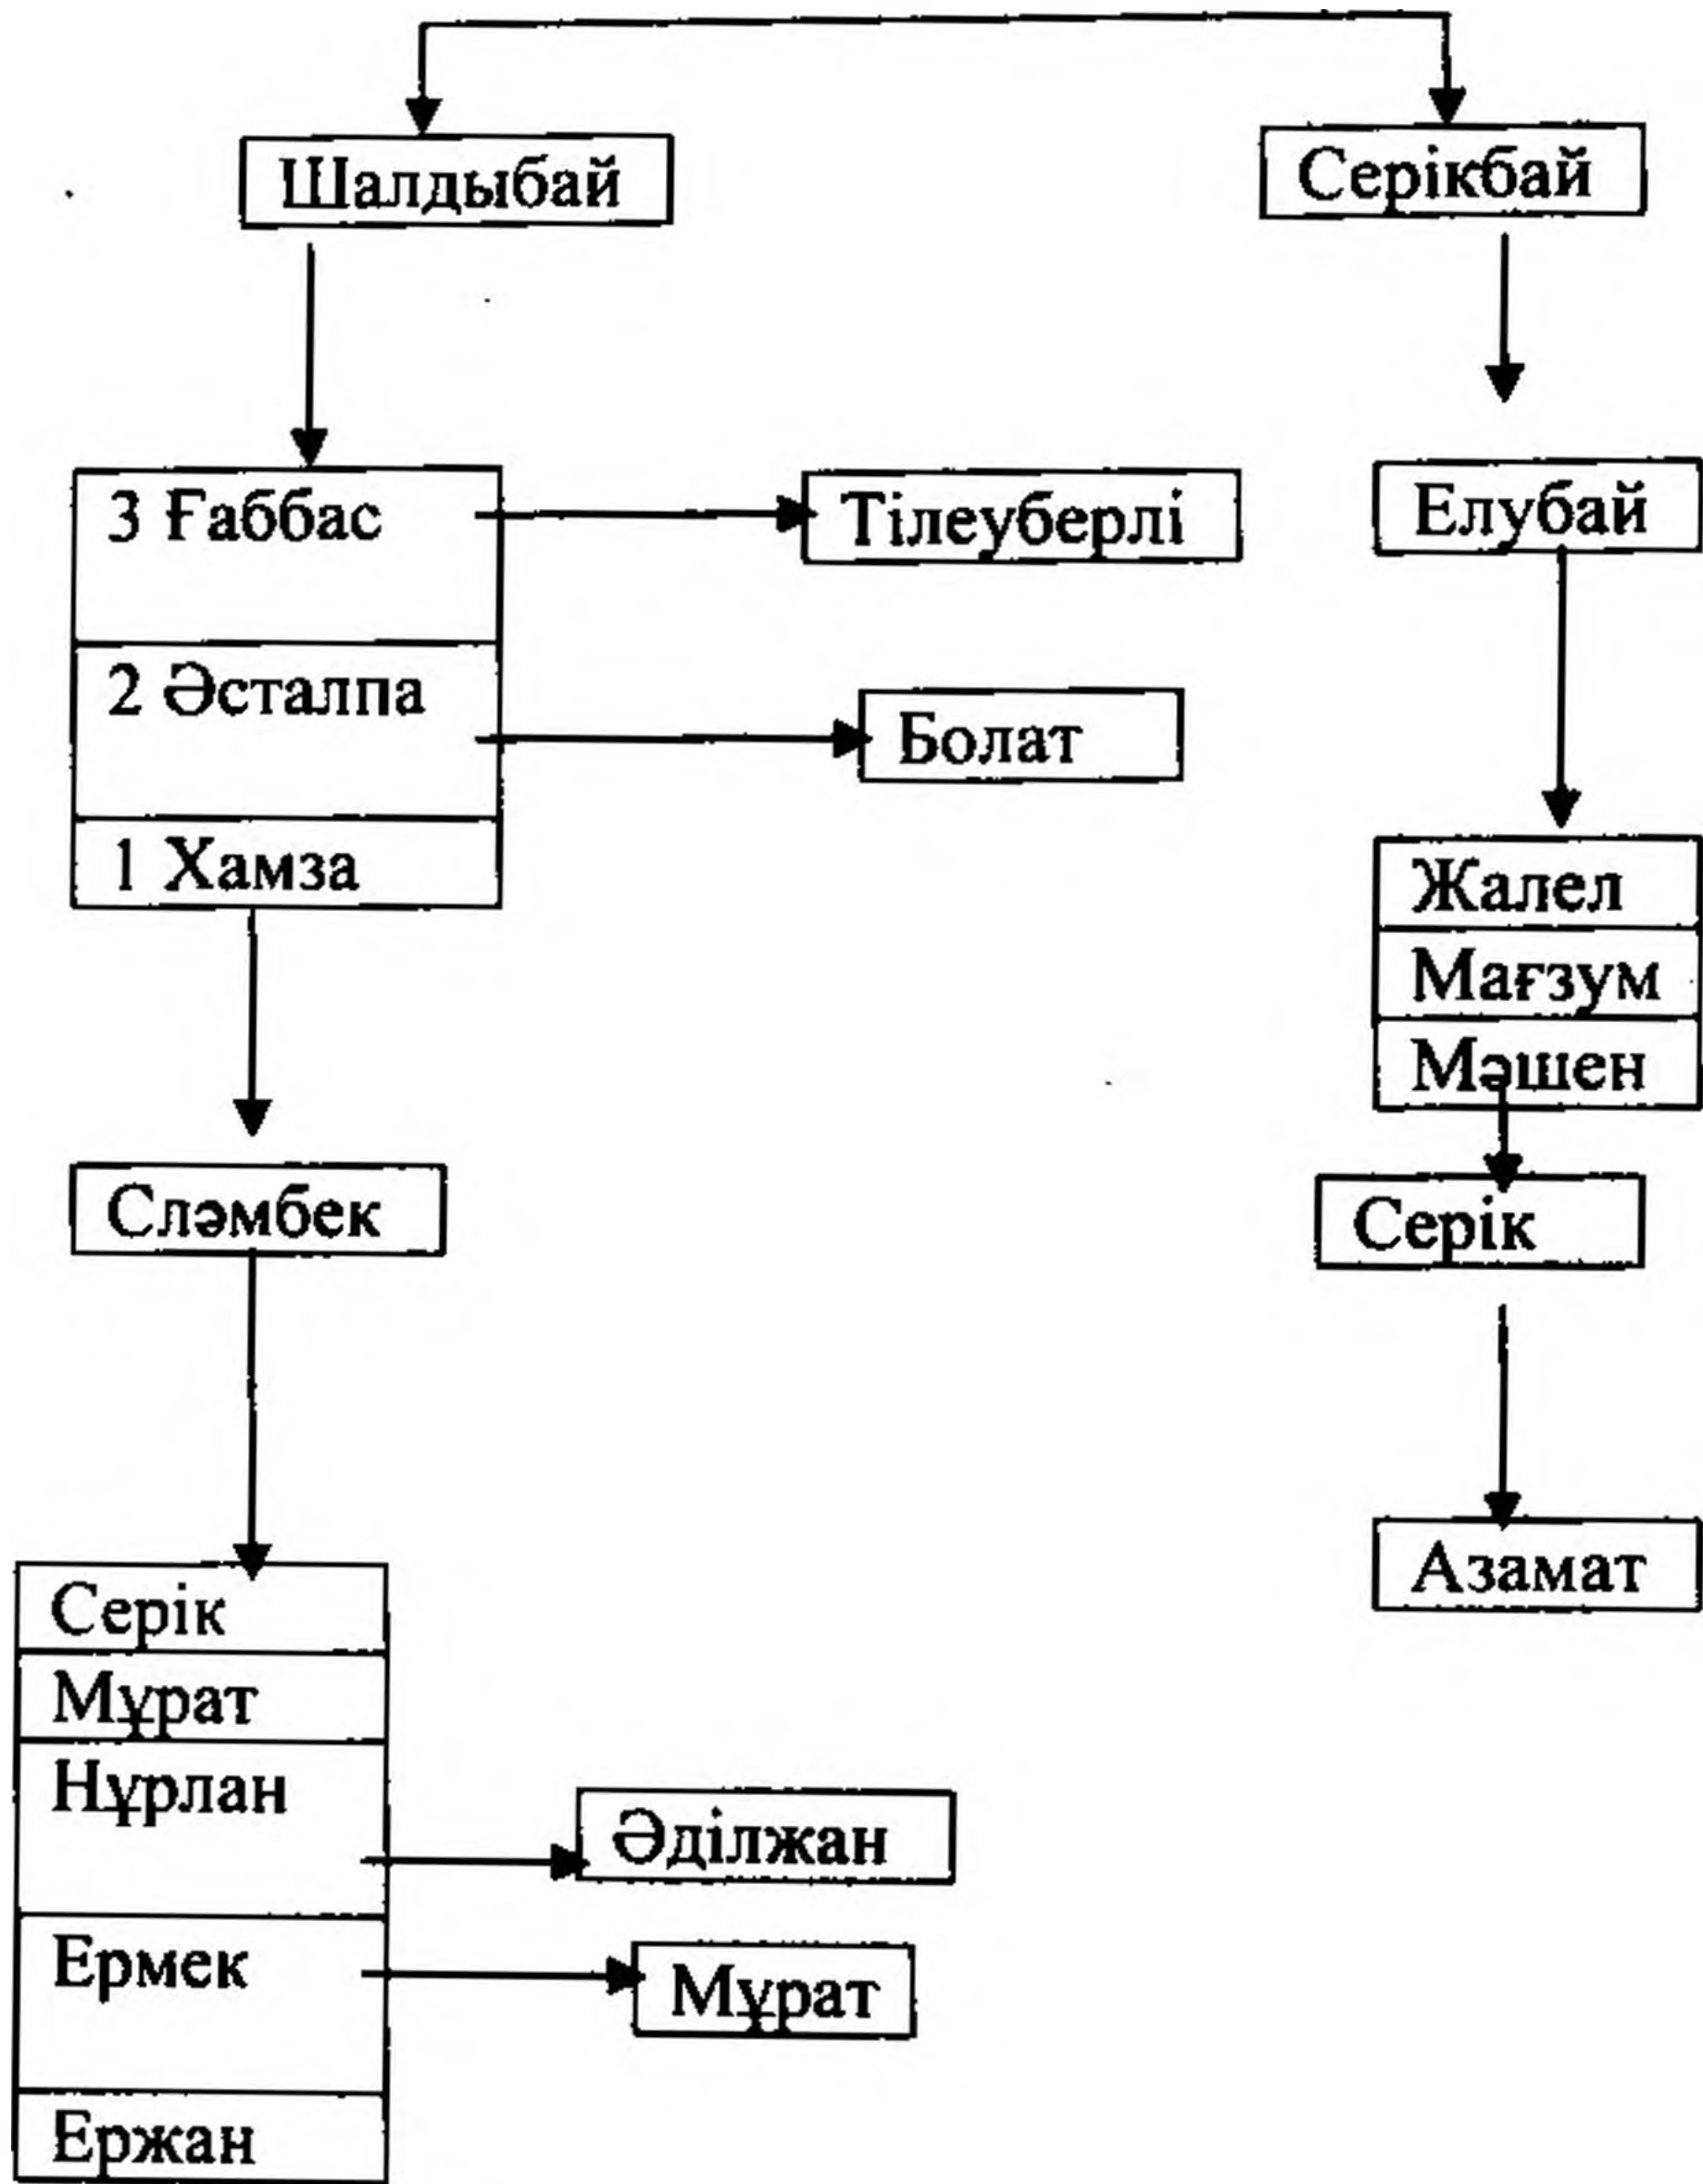 Шалдыбай
Серікбай
3 Ғаббас
Тілеуберлі
Елубай
2 Әсталпа
Болат
1 Хамза
Жалел
Мағзум
Мәшен
Сләмбек
Серік
Азамат
Серік
Мұрат
Нұрлан
Әділжан
Ермек
Мұрат
Ержан